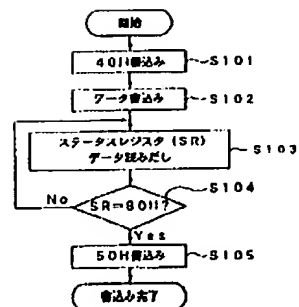 開始
40H書込み
S101
データ書込み
S102
ステータスレジスタ (SR)
データ読みだし
S103
SR=80H?
S104
No
Yes
50H書込み
S105
書込み完了